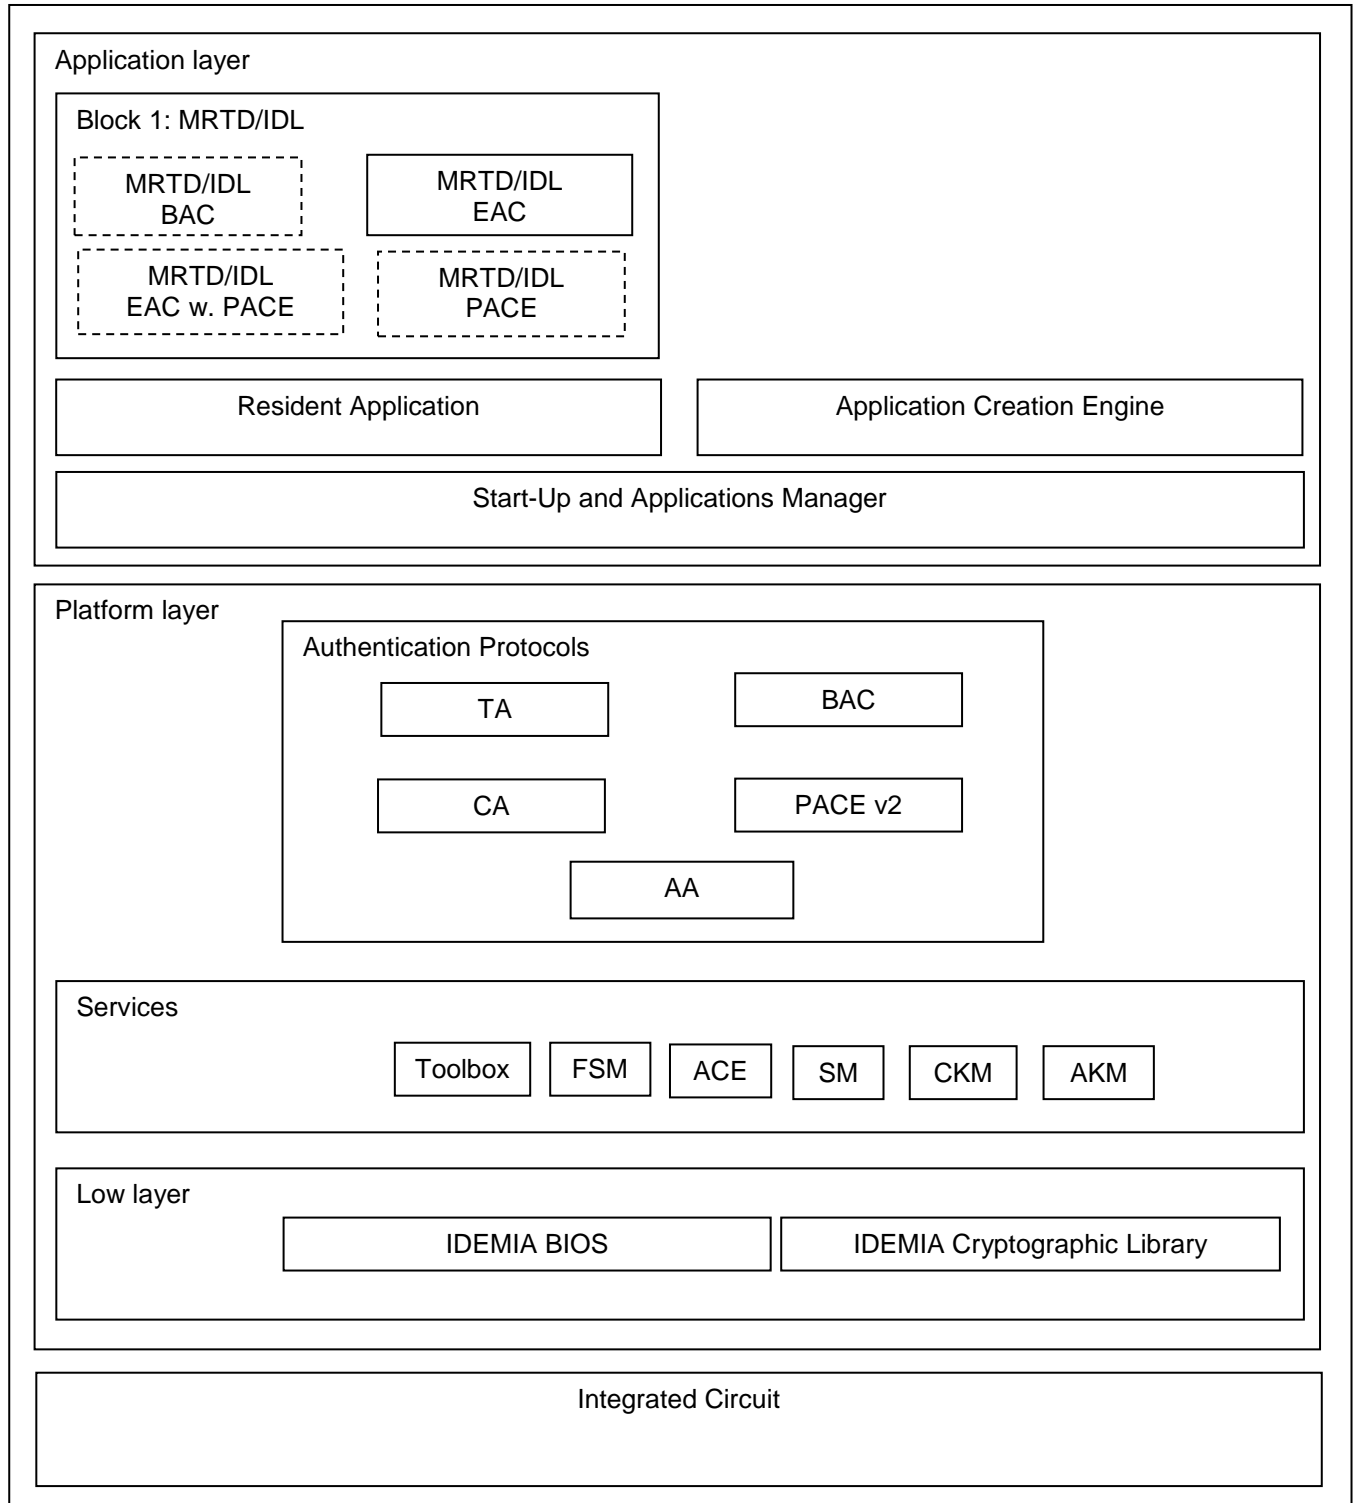 Application layer
Block 1: MRTD/IDL
MRTD/IDL
BAC
MRTD/IDL
EAC
MRTD/IDL
EAC w. PACE
MRTD/IDL
PACE
Resident Application
Application Creation Engine
Start-Up and Applications Manager
Platform layer
Authentication Protocols
TA
BAC
CA
PACE v2
AA
Services
Toolbox
FSM
ACE
SM
CKM
AKM
Low layer
IDEMIA BIOS
IDEMIA Cryptographic Library
Integrated Circuit